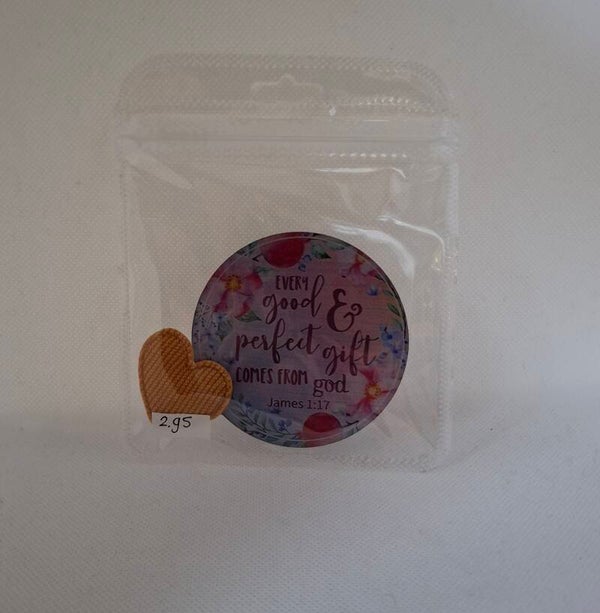 EVERY
good &
perfect gift
COMES FROM god
James 1:17
2.95